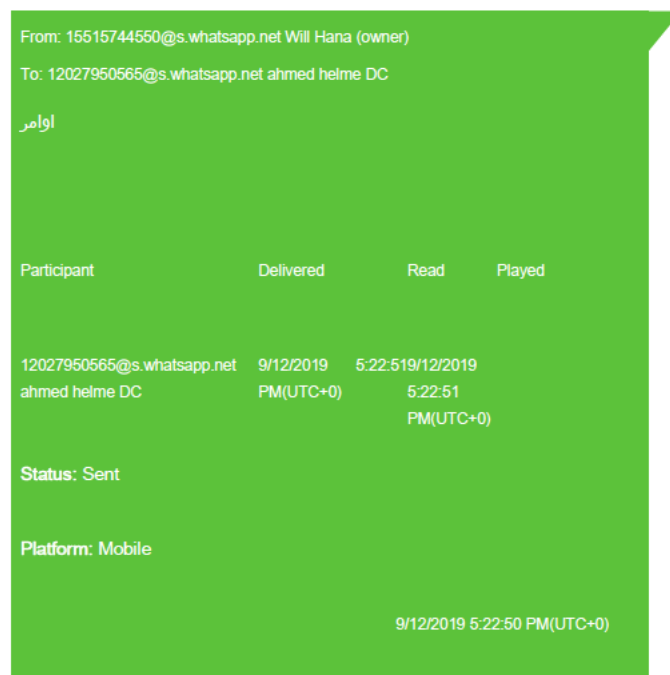 From: 15515744550@s.whatsapp.net Will Hana (owner)
To: 12027950565@s.whatsapp.net ahmed helme DC
اوامر
Participant Delivered Read Played
12027950565@s.whatsapp.net 9/12/2019 5:22:519/12/2019
ahmed helme DC PM(UTC+0) 5:22:51
PM(UTC+0)
Status: Sent
Platform: Mobile
9/12/2019 5:22:50 PM(UTC+0)